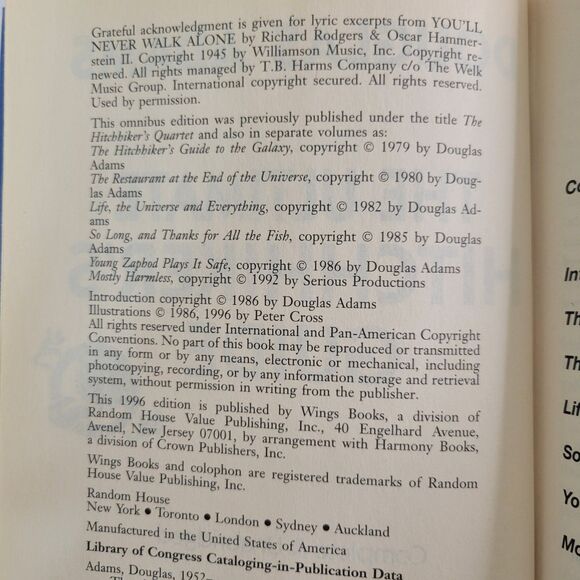 Grateful acknowledgment is given for lyric excerpts from YOU'LL
NEVER WALK ALONE by Richard Rodgers & Oscar Hammer-
stein II. Copyright 1945 by Williamson Music, Inc. Copyright re-
newed. All rights managed by T.B. Harms Company c/o The Welk
Music Group. International copyright secured. All rights reserved.
Used by permission.
This omnibus edition was previously published under the title The
Hitchhiker's Quartet and also in separate volumes as:
The Hitchhiker's Guide to the Galaxy, copyright © 1979 by Douglas
Adams
The Restaurant at the End of the Universe, copyright © 1980 by Doug-
las Adams
Life, the Universe and Everything, copyright © 1982 by Douglas Ad-
ams
So Long, and Thanks for All the Fish, copyright © 1985 by Douglas
Adams
Young Zaphod Plays It Safe, copyright © 1986 by Douglas Adams
Mostly Harmless, copyright © 1992 by Serious Productions
Introduction copyright © 1986 by Douglas Adams
Illustrations © 1986, 1996 by Peter Cross
All rights reserved under International and Pan-American Copyright
Conventions. No part of this book may be reproduced or transmitted
in any form or by any means, electronic or mechanical, including
photocopying, recording, or by any information storage and retrieval
system, without permission in writing from the publisher.
This 1996 edition is published by Wings Books, a division of
Random House Value Publishing, Inc., 40 Engelhard Avenue,
Avenel, New Jersey 07001, by arrangement with Harmony Books,
a division of Crown Publishers, Inc.
Wings Books and colophon are registered trademarks of Random
House Value Publishing, Inc.
Random House
New York • Toronto • London • Sydney • Auckland
Manufactured in the United States of America
Library of Congress Cataloging-in-Publication Data
Adams, Douglas, 1952–
Co
Int
Th
Th
Lif
So
Yo
Mo